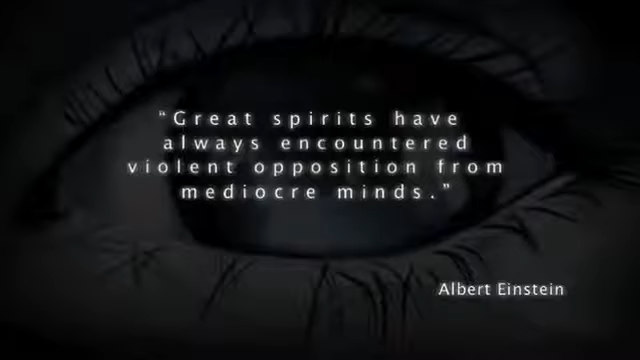 “Great spirits have
always encountered
violent opposition from
mediocre minds.”
Albert Einstein